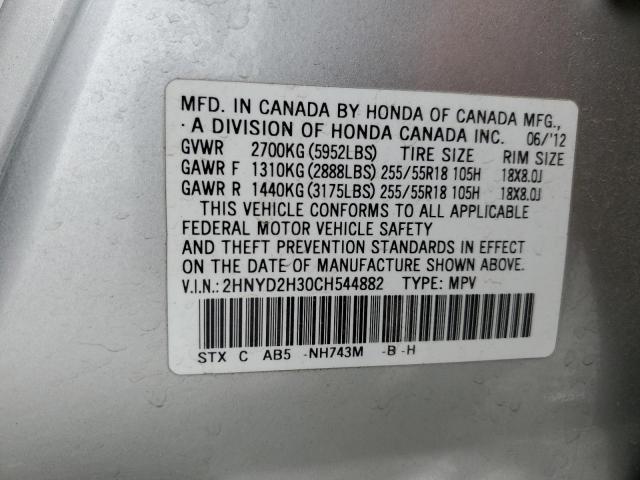 MFD. IN CANADA BY HONDA OF CANADA MFG.,
· A DIVISION OF HONDA CANADA INC. 06/'12
GVWR 2700KG(5952LBS) TIRE SIZE RIM SIZE
GAWR F 1310KG(2888LBS) 255/55R18 105H 18X8.0J
GAWR R 1440KG(3175LBS) 255/55R18 105H 18X8.0J
THIS VEHICLE CONFORMS TO ALL APPLICABLE
FEDERAL MOTOR VEHICLE SAFETY
AND THEFT PREVENTION STANDARDS IN EFFECT
ON THE DATE OF MANUFACTURE SHOWN ABOVE.
V.I.N.: 2HNYD2H30CH544882 TYPE: MPV
STX C AB5 -NH743M -B -H